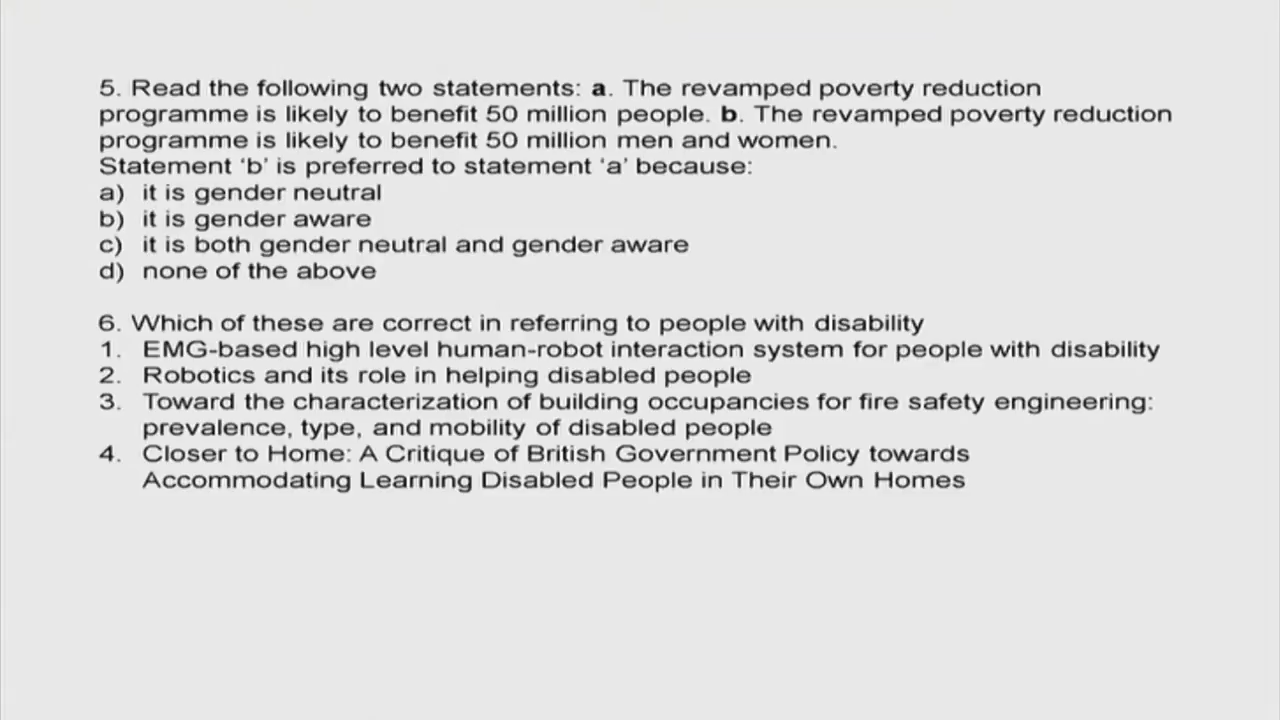 5. Read the following two statements: a. The revamped poverty reduction
programme is likely to benefit 50 million people. b. The revamped poverty reduction
programme is likely to benefit 50 million men and women.
Statement ‘b’ is preferred to statement ‘a’ because:
a) it is gender neutral
b) it is gender aware
c) it is both gender neutral and gender aware
d) none of the above
6. Which of these are correct in referring to people with disability
1. EMG-based high level human-robot interaction system for people with disability
2. Robotics and its role in helping disabled people
3. Toward the characterization of building occupancies for fire safety engineering:
prevalence, type, and mobility of disabled people
4. Closer to Home: A Critique of British Government Policy towards
Accommodating Learning Disabled People in Their Own Homes